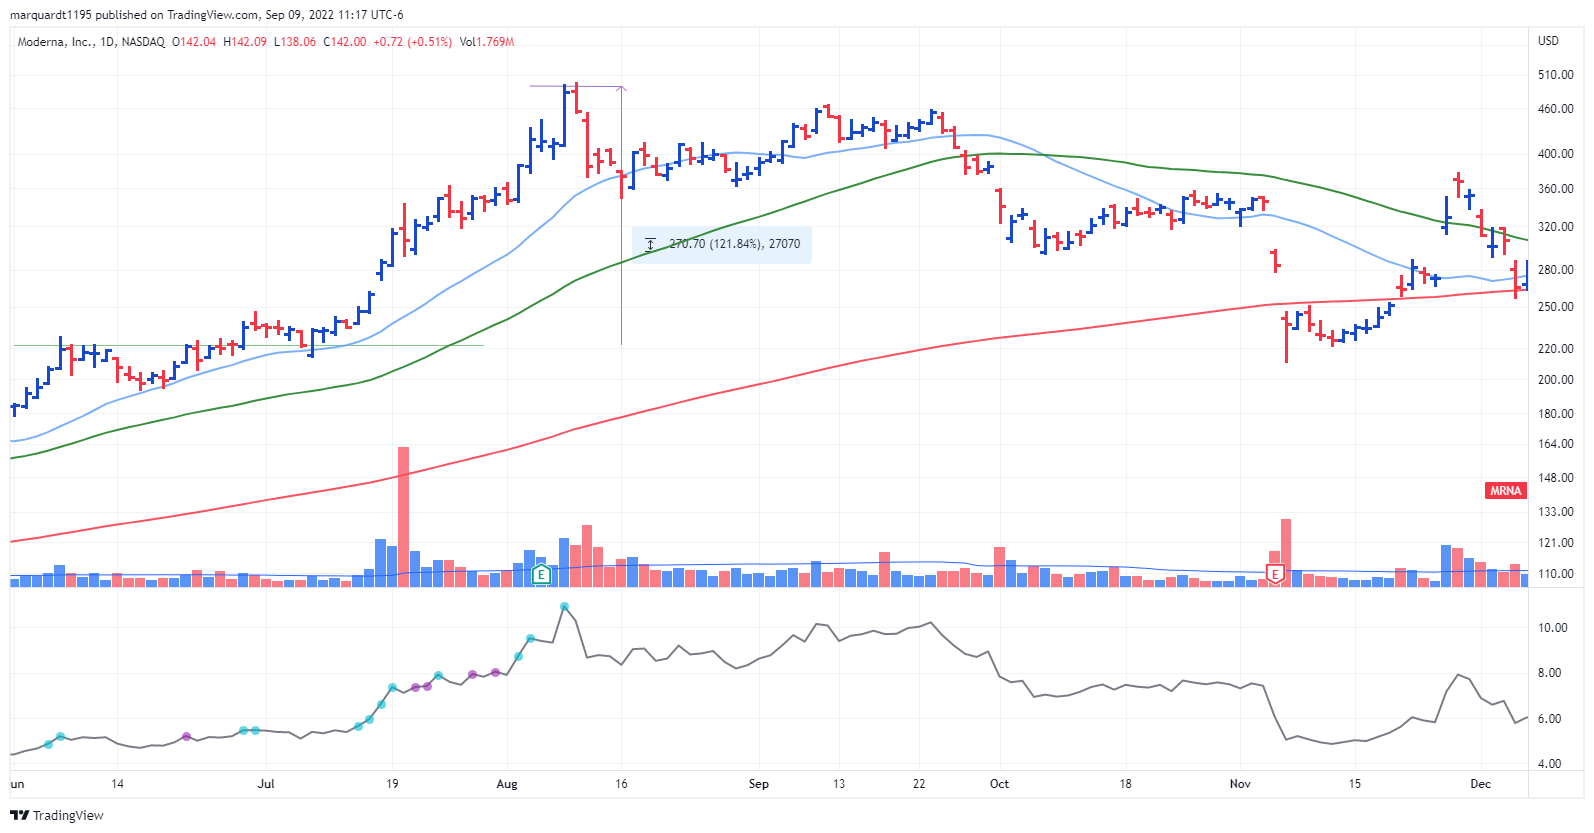 marquardt1195 published on TradingView.com, Sep 09, 2022 11:17 UTC-6
Moderna, Inc., 1D, NASDAQ O142.04 H142.09 L138.06 C142.00 +0.72 (+0.51%) Vol1.769M
USD
510.00
460.00
400.00
360.00
320.00
270.70 (121.84%), 27070
280.00
250.00
220.00
200.00
180.00
164.00
148.00
MRNA
133.00
121.00
110.00
E
E
10.00
8.00
6.00
4.00
un 14 Jul 19 Aug 16 Sep 13 22 Oct 18 Nov 15 Dec
TradingView